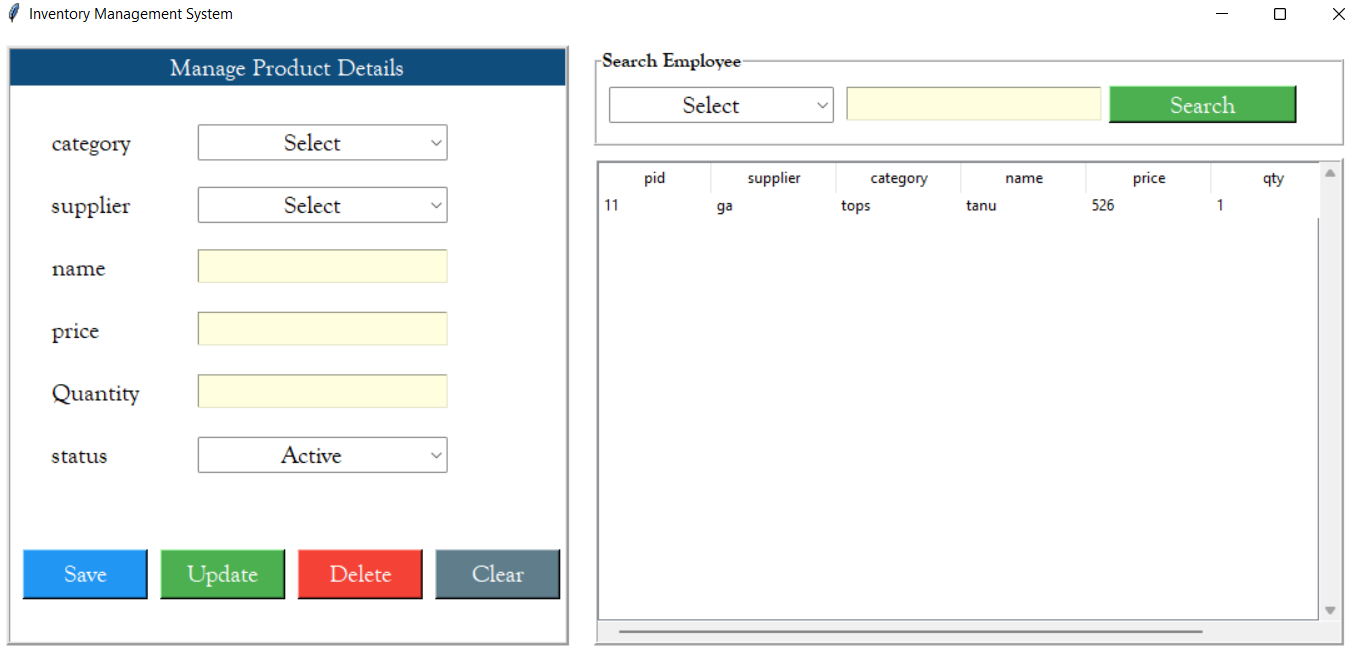 Inventory Management System
Manage Product Details
category Select
supplier Select
name
price
Quantity
status Active
Save Update Delete Clear
Search Employee
Select Search
pid supplier category name price qty
11 ga tops tanu 526 1